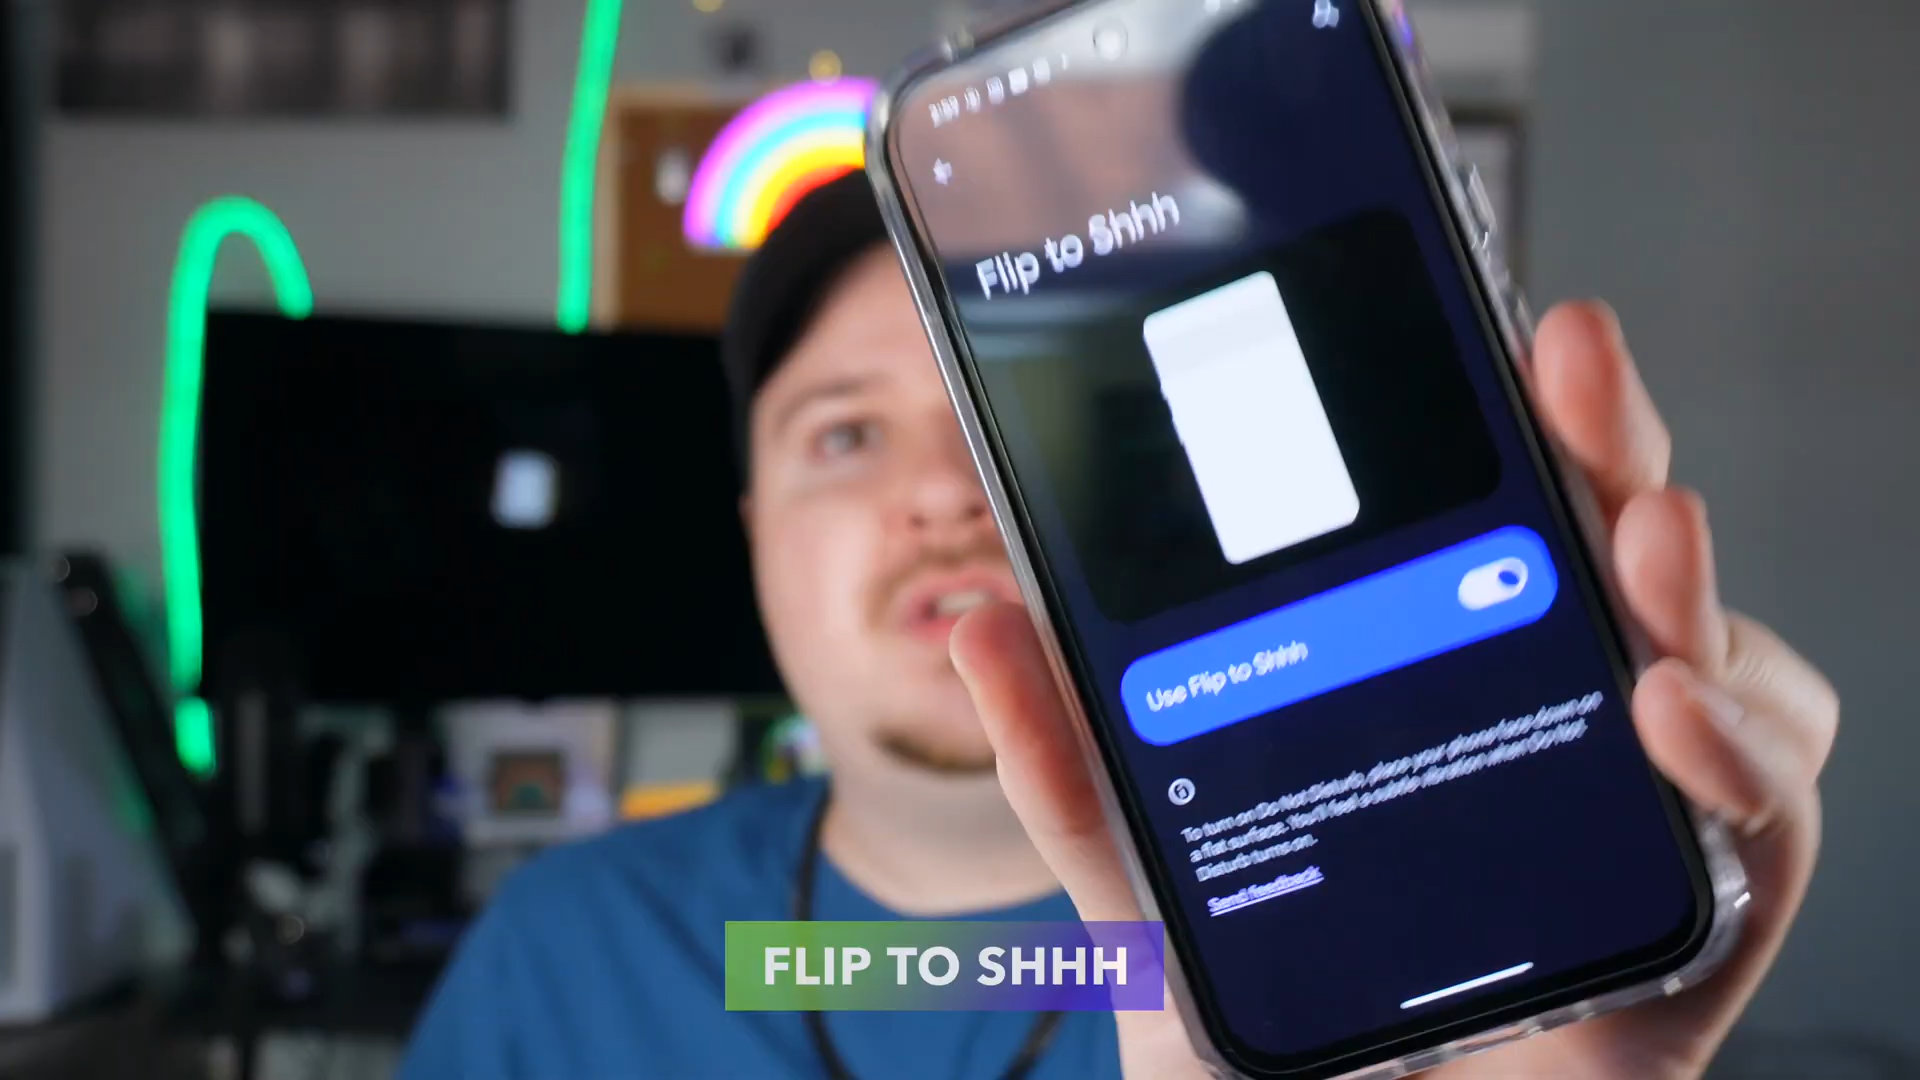 Flip to Shhh
Use Flip to Shhh
To turn on Do Not Disturb, place your phone face down on
a flat surface. You'll feel a subtle vibration when Do Not
Disturb turns on.
Send feedback
FLIP TO SHHH